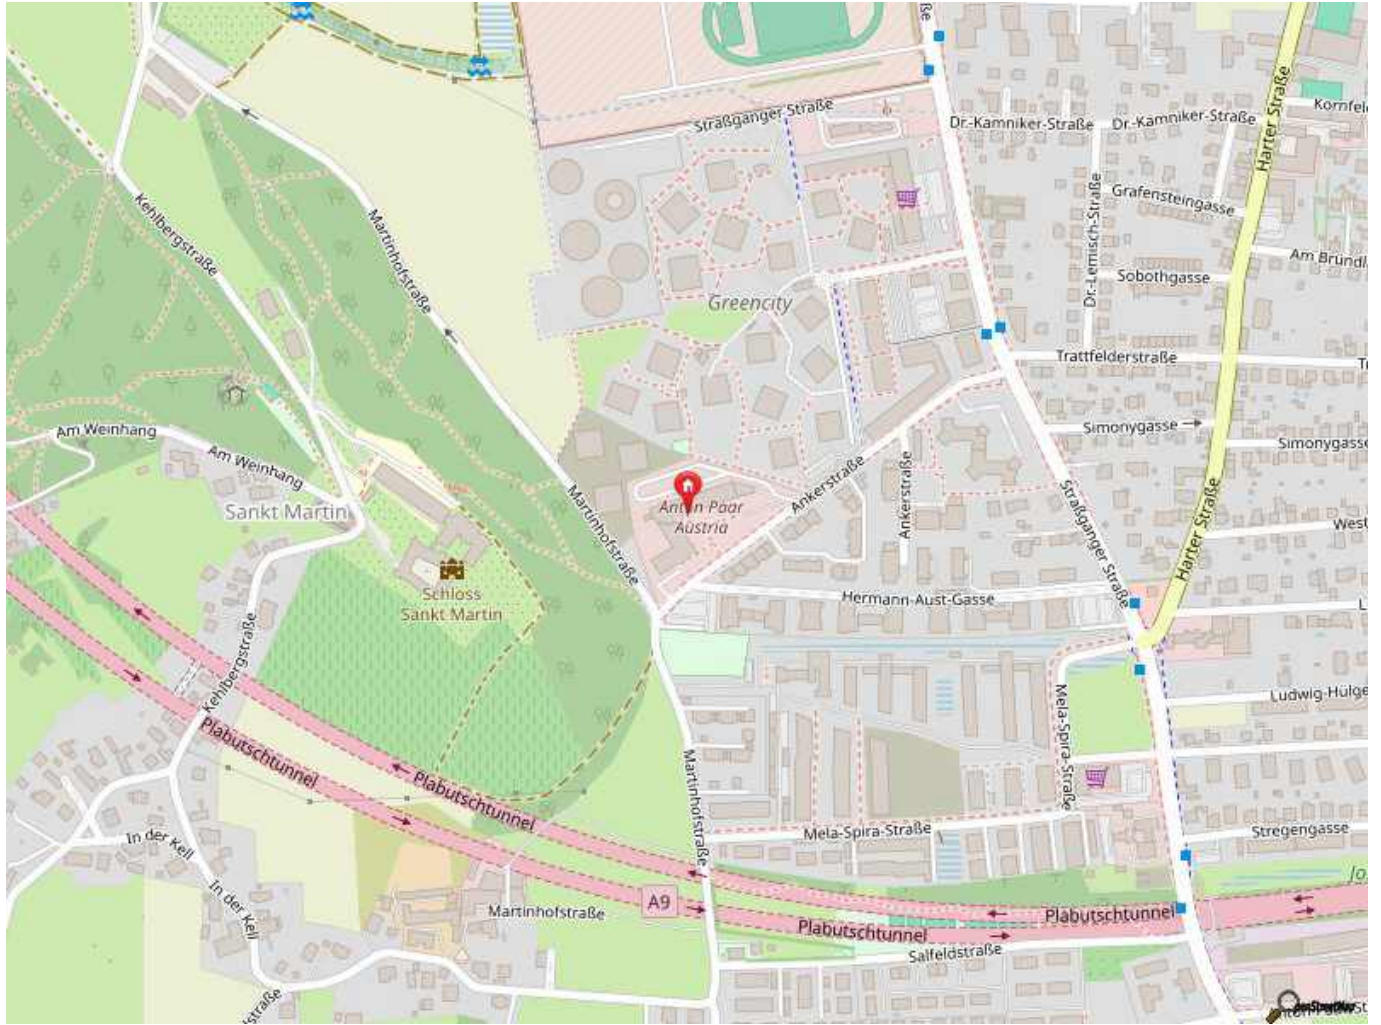 Straßganger Straße
Dr.-Kamniker-Straße
Dr.-Kamniker-Straße
Harter Straße
Kornfel
Grafensteingasse
Dr.-Lemisch-Straße
Kehlbergstraße
Martinhofstraße
Am Bründl
Sobothgasse
Greencity
Trattfelderstraße
Simonygasse
Simonygasse
Am Weinhang
Am Weinhang
Ankerstraße
Ankerstraße
Straßganger Straße
Harter Straße
Sankt Martin
Anton Paar
Austria
West
Martinhofstraße
Schloss
Sankt Martin
Hermann-Aust-Gasse
Kehlbergstraße
Mela-Spira-Straße
Ludwig-Hülge
Plabutschtunnel
Plabutschtunnel
Martinhofstraße
Mela-Spira-Straße
Stregengasse
In der Kell
In der Kell
Martinhofstraße
A9
Plabutschtunnel
Plabutschtunnel
Jo
Salfeldstraße